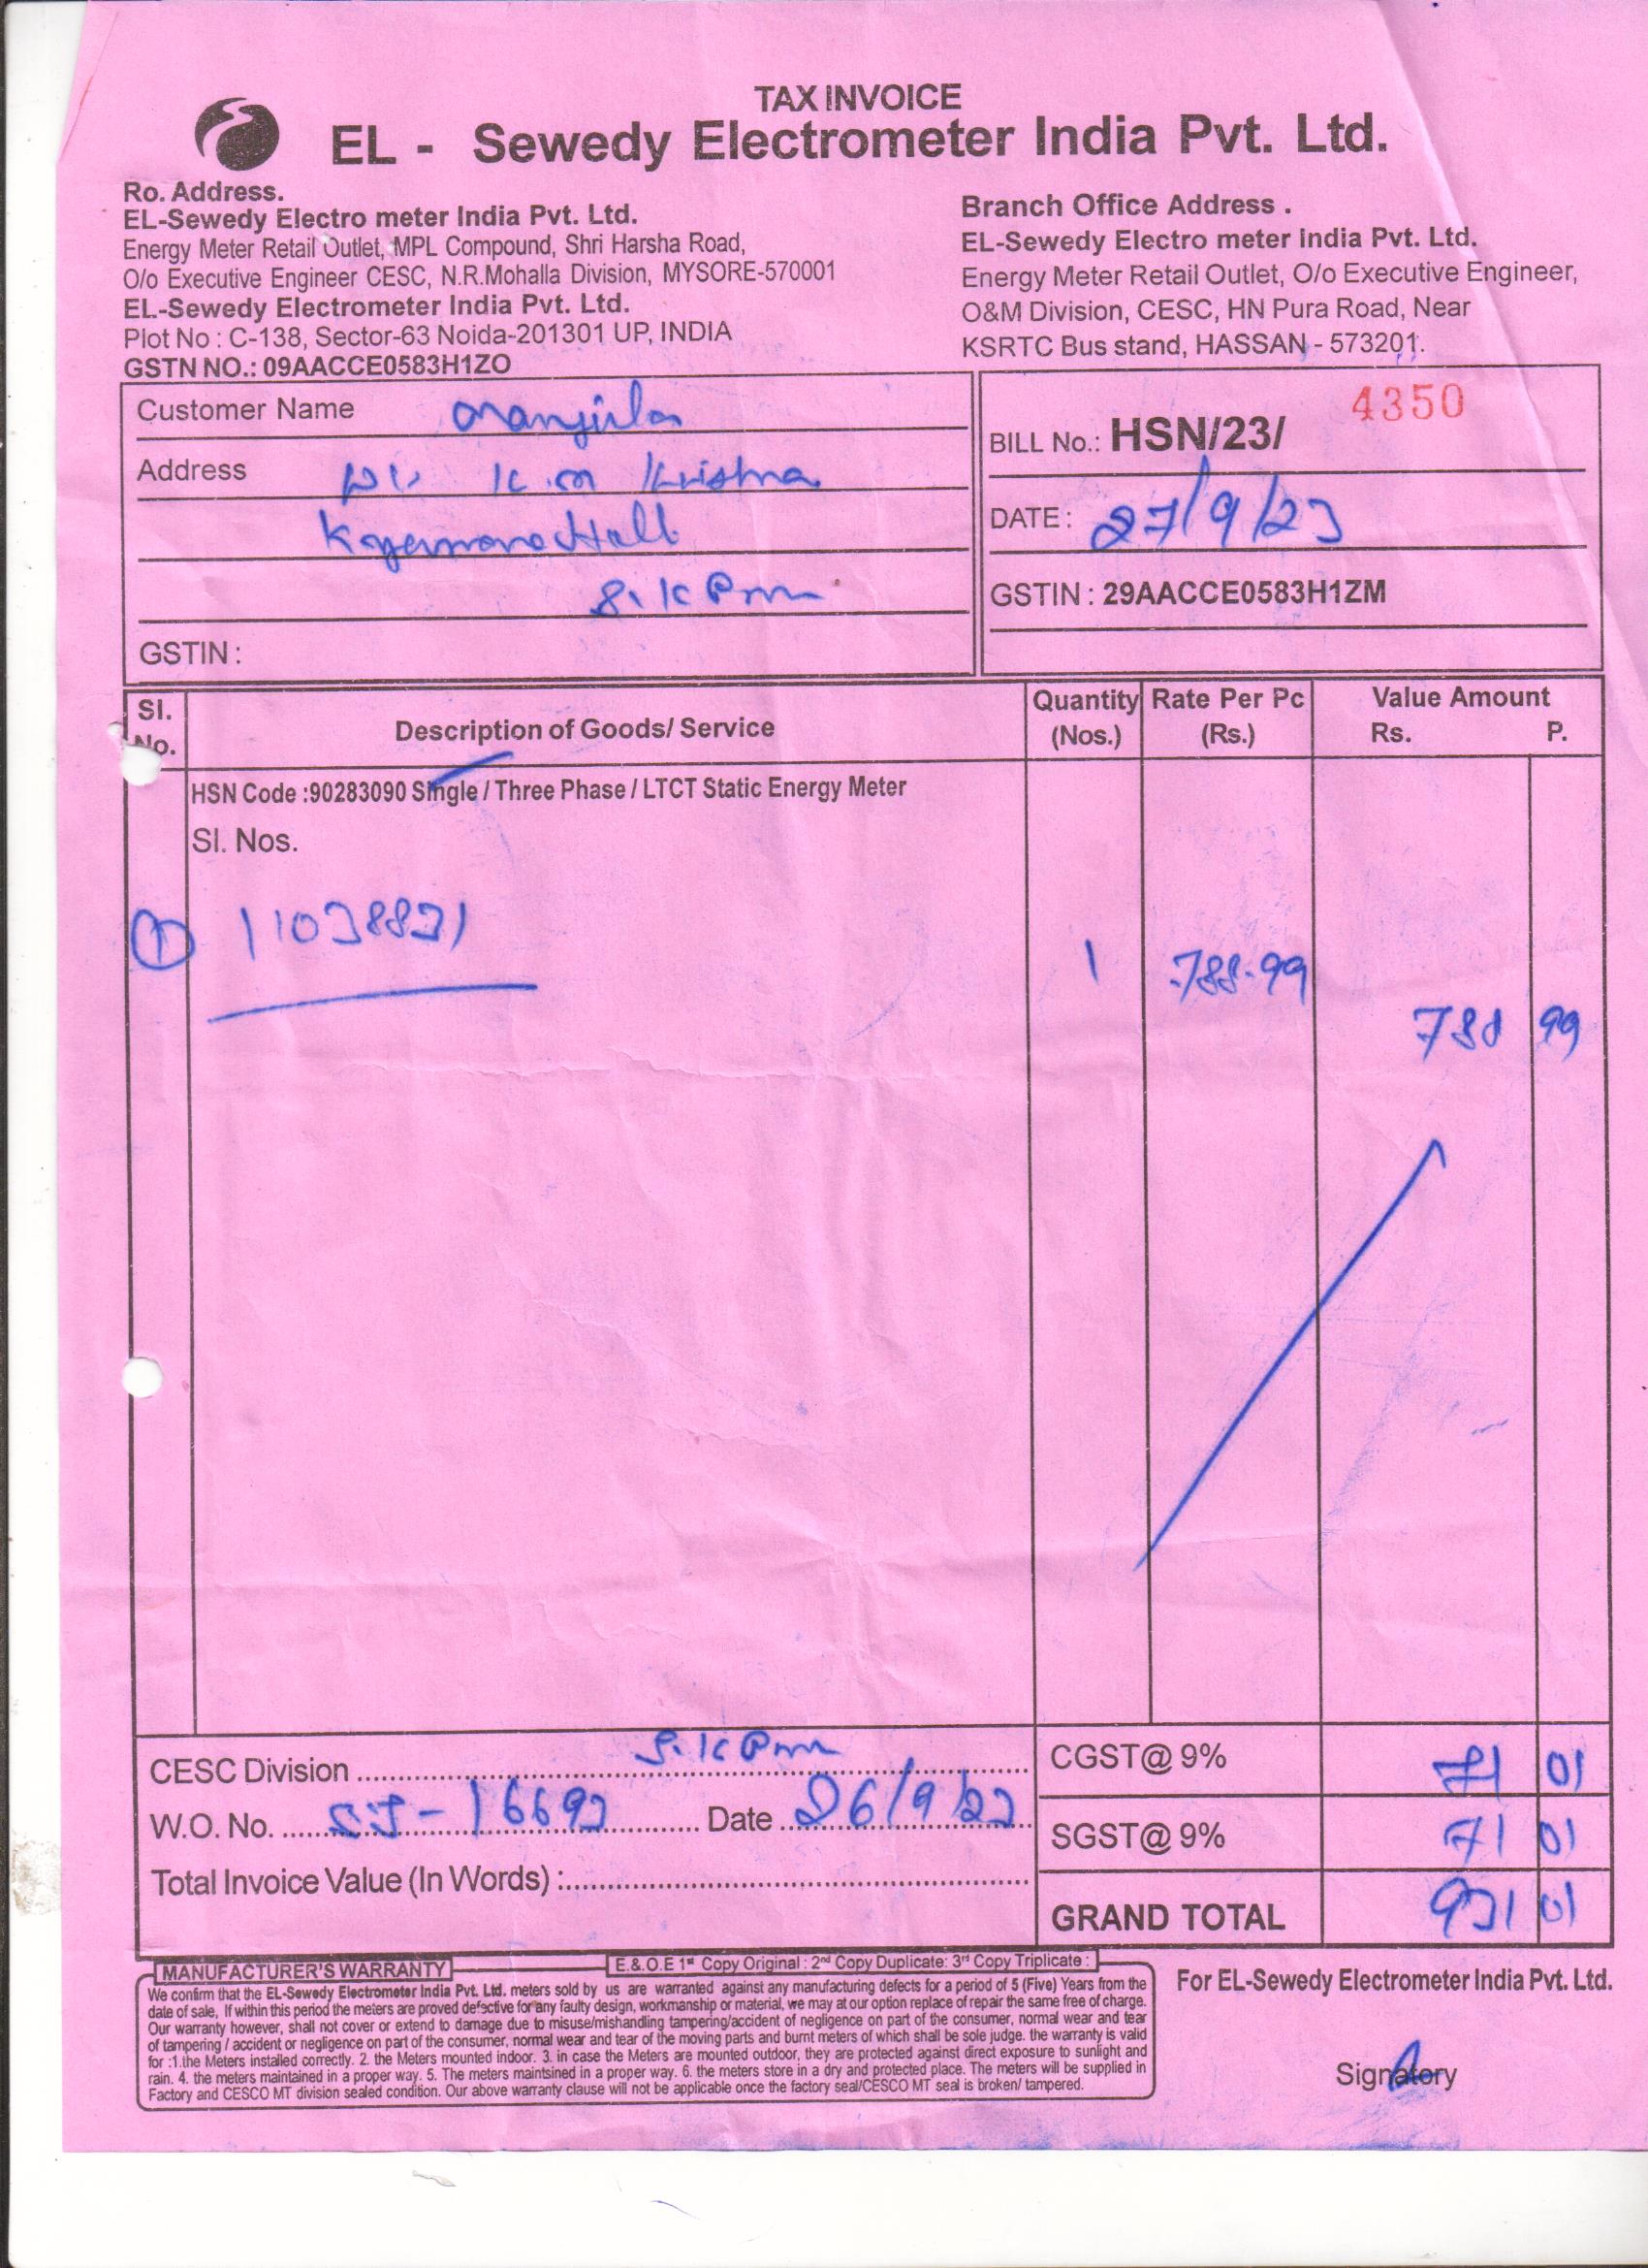 TAX INVOICE
EL - Sewedy Electrometer India Pvt. Ltd.
Ro. Address.
EL-Sewedy Electro meter India Pvt. Ltd.
Energy Meter Retail Outlet, MPL Compound, Shri Harsha Road,
O/o Executive Engineer CESC, N.R.Mohalla Division, MYSORE-570001
EL-Sewedy Electrometer India Pvt. Ltd.
Plot No : C-138, Sector-63 Noida-201301 UP, INDIA
GSTN NO.: 09AACCE0583H1ZO
Branch Office Address .
EL-Sewedy Electro meter India Pvt. Ltd.
Energy Meter Retail Outlet, O/o Executive Engineer,
O&M Division, CESC, HN Pura Road, Near
KSRTC Bus stand, HASSAN - 573201.
Customer Name
Address K.m Krishna
S.K Pura
GSTIN :
BILL No.: HSN/23/ 4350
DATE : 27/9/23
GSTIN : 29AACCE0583H1ZM
Sl. No. Description of Goods/ Service Quantity (Nos.) Rate Per Pc (Rs.) Value Amount Rs. P.
HSN Code :90283090 Single / Three Phase / LTCT Static Energy Meter
Sl. Nos.
1 11038831 1 788.99
788 99
CESC Division S.K Pura
W.O. No. 16693 Date 26/9/23
Total Invoice Value (In Words) :
CGST@ 9% 71 01
SGST@ 9% 71 01
GRAND TOTAL 931 01
MANUFACTURER'S WARRANTY
E.&.O.E 1st Copy Original : 2nd Copy Duplicate: 3rd Copy Triplicate :
We confirm that the EL-Sewedy Electrometer India Pvt. Ltd. meters sold by us are warranted against any manufacturing defects for a period of 5 (Five) Years from the
date of sale, If within this period the meters are proved defective for any faulty design, workmanship or material, we may at our option replace of repair the same free of charge.
Our warranty however, shall not cover or extend to damage due to misuse/mishandling tampering/accident of negligence on part of the consumer, normal wear and tear
of tampering / accident or negligence on part of the consumer, normal wear and tear of the moving parts and burnt meters of which shall be sole judge. the warranty is valid
for :1.the Meters installed correctly. 2. the Meters mounted indoor. 3. in case the Meters are mounted outdoor, they are protected against direct exposure to sunlight and
rain. 4. the meters maintained in a proper way. 5. The meters maintsined in a proper way. 6. the meters store in a dry and protected place. The meters will be supplied in
Factory and CESCO MT division sealed condition. Our above warranty clause will not be applicable once the factory seal/CESCO MT seal is broken/ tampered.
For EL-Sewedy Electrometer India Pvt. Ltd.
Signatory